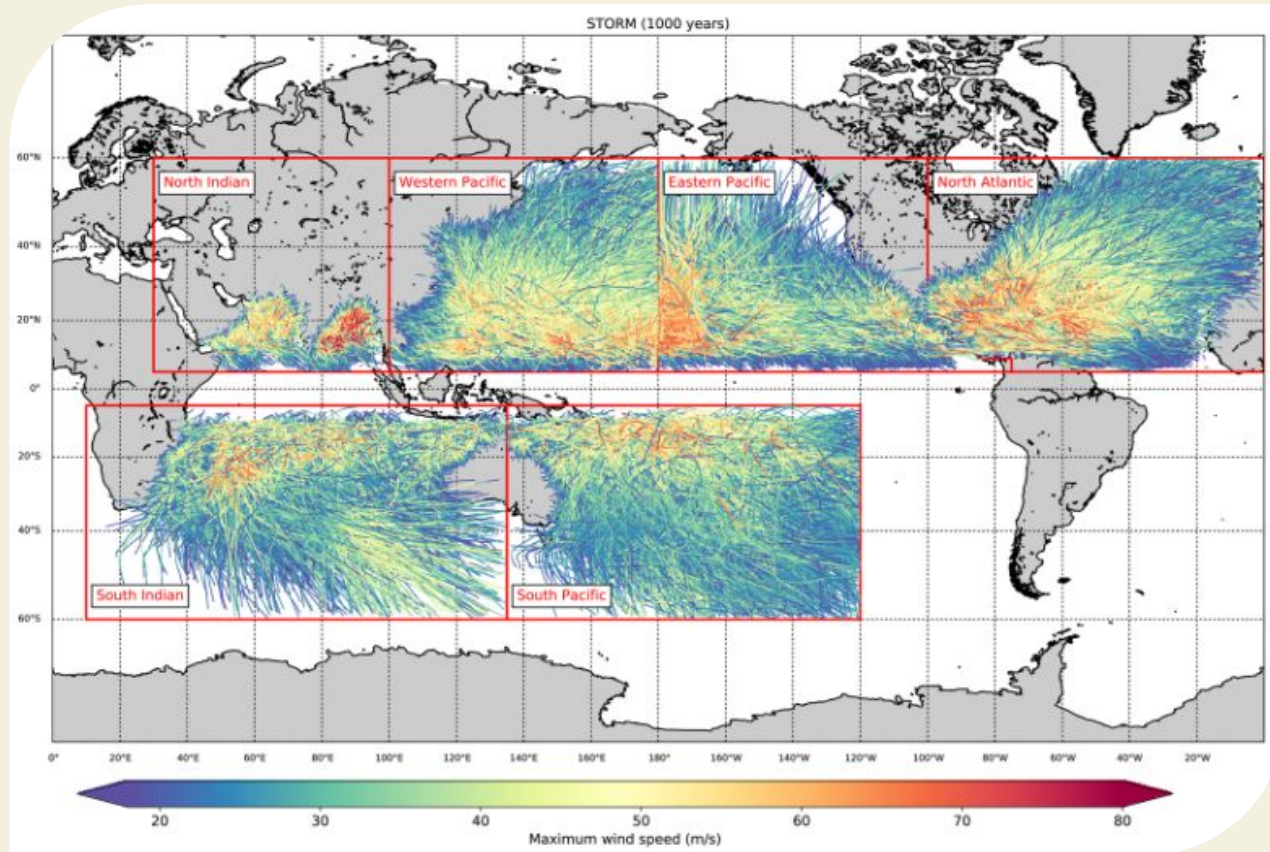 STORM (1000 years)
60°N
North Indian
Western Pacific
Eastern Pacific
North Atlantic
40°N
20°N
0°
20°S
40°S
South Indian
South Pacific
60°S
0° 20°E 40°E 60°E 80°E 100°E 120°E 140°E 160°E 180° 160°W 140°W 120°W 100°W 80°W 60°W 40°W 20°W
20 30 40 50 60 70 80
Maximum wind speed (m/s)